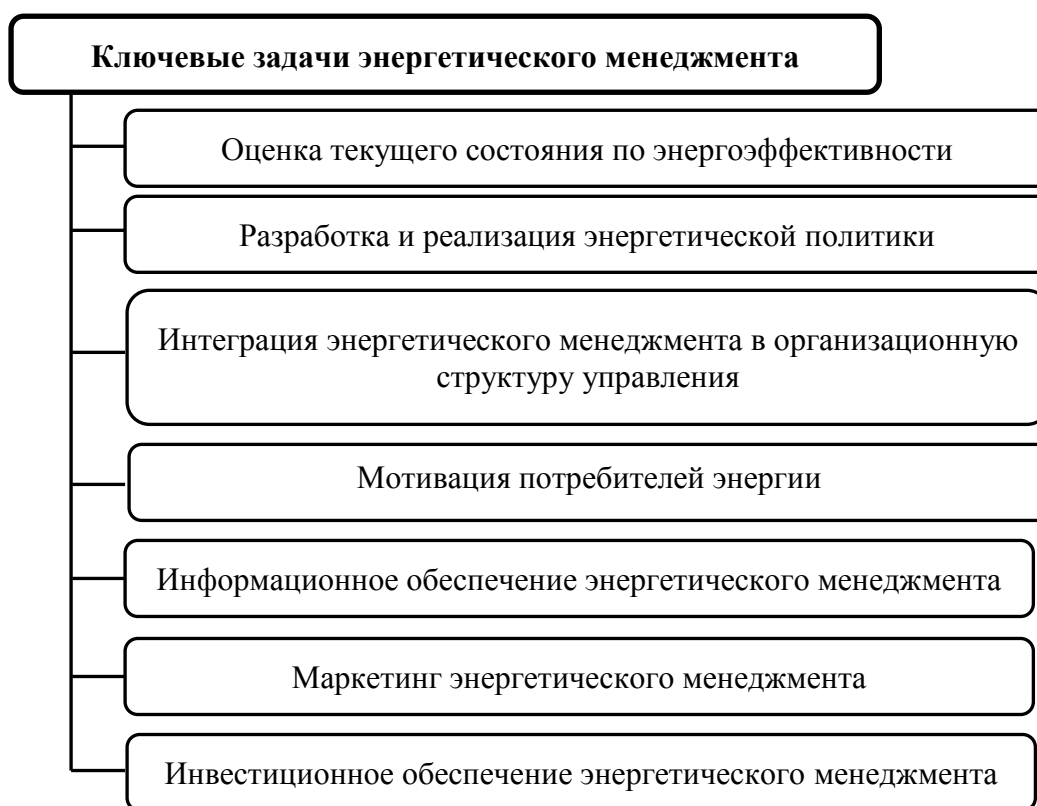 Ключевые задачи энергетического менеджмента
Оценка текущего состояния по энергоэффективности
Разработка и реализация энергетической политики
Интеграция энергетического менеджмента в организационную
структуру управления
Мотивация потребителей энергии
Информационное обеспечение энергетического менеджмента
Маркетинг энергетического менеджмента
Инвестиционное обеспечение энергетического менеджмента